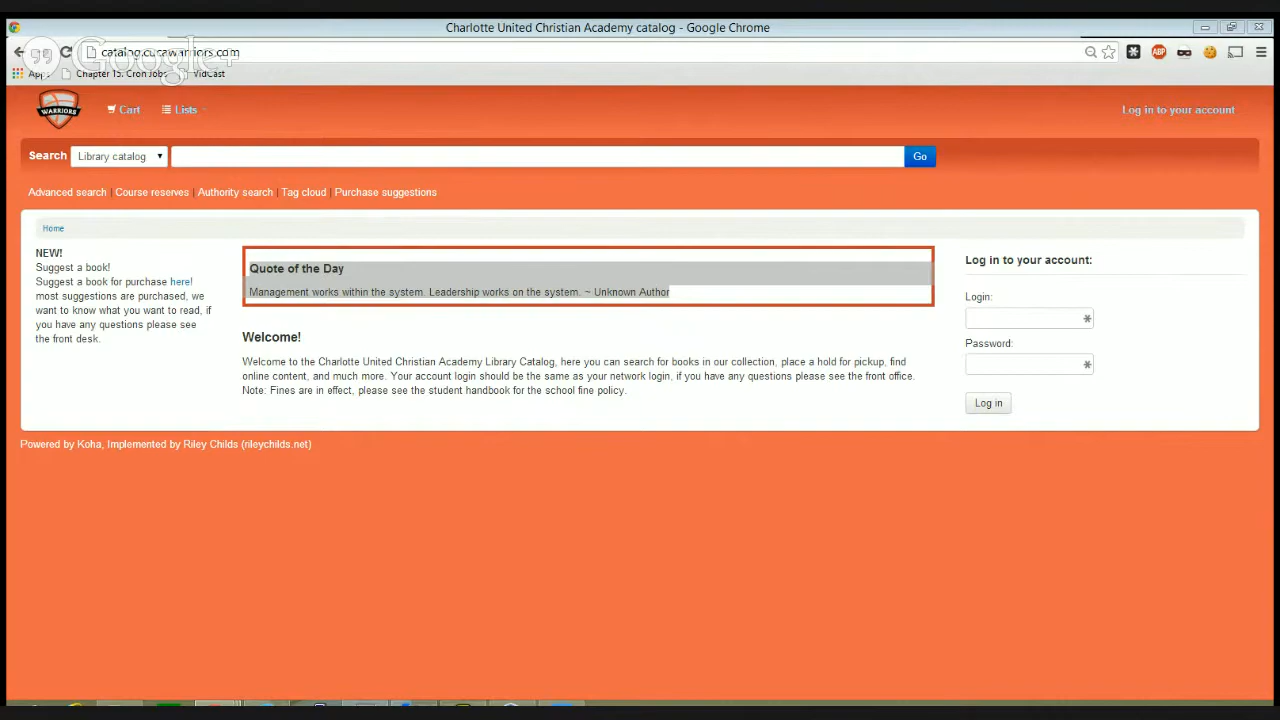 Charlotte United Christian Academy catalog - Google Chrome
catalog.cucawarriors.com
Google+
Apps Chapter 15. Cron Jobs VidCast
ABP
WARRIORS
Cart Lists Log in to your account
Search Library catalog Go
Advanced search | Course reserves | Authority search | Tag cloud | Purchase suggestions
Home
NEW!
Suggest a book!
Suggest a book for purchase here!
most suggestions are purchased, we
want to know what you want to read, if
you have any questions please see
the front desk.
Quote of the Day
Management works within the system. Leadership works on the system. ~ Unknown Author
Welcome!
Welcome to the Charlotte United Christian Academy Library Catalog, here you can search for books in our collection, place a hold for pickup, find
online content, and much more. Your account login should be the same as your network login, if you have any questions please see the front office.
Note: Fines are in effect, please see the student handbook for the school fine policy.
Log in to your account:
Login:
Password:
Log in
Powered by Koha, Implemented by Riley Childs (rileychilds.net)